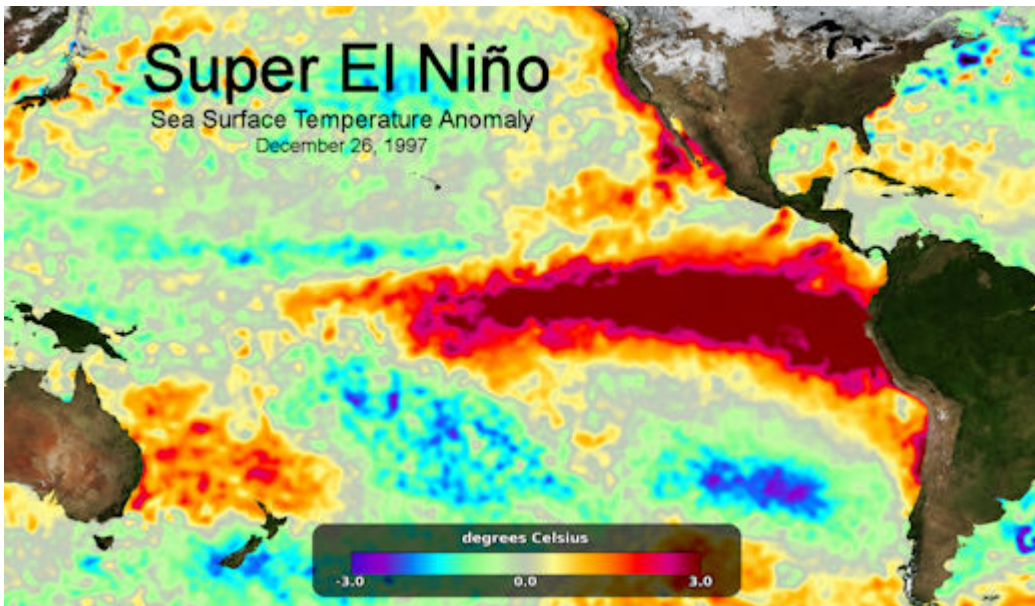 Super El Niño
Sea Surface Temperature Anomaly
December 26, 1997
degrees Celsius
-3.0 0.0 3.0